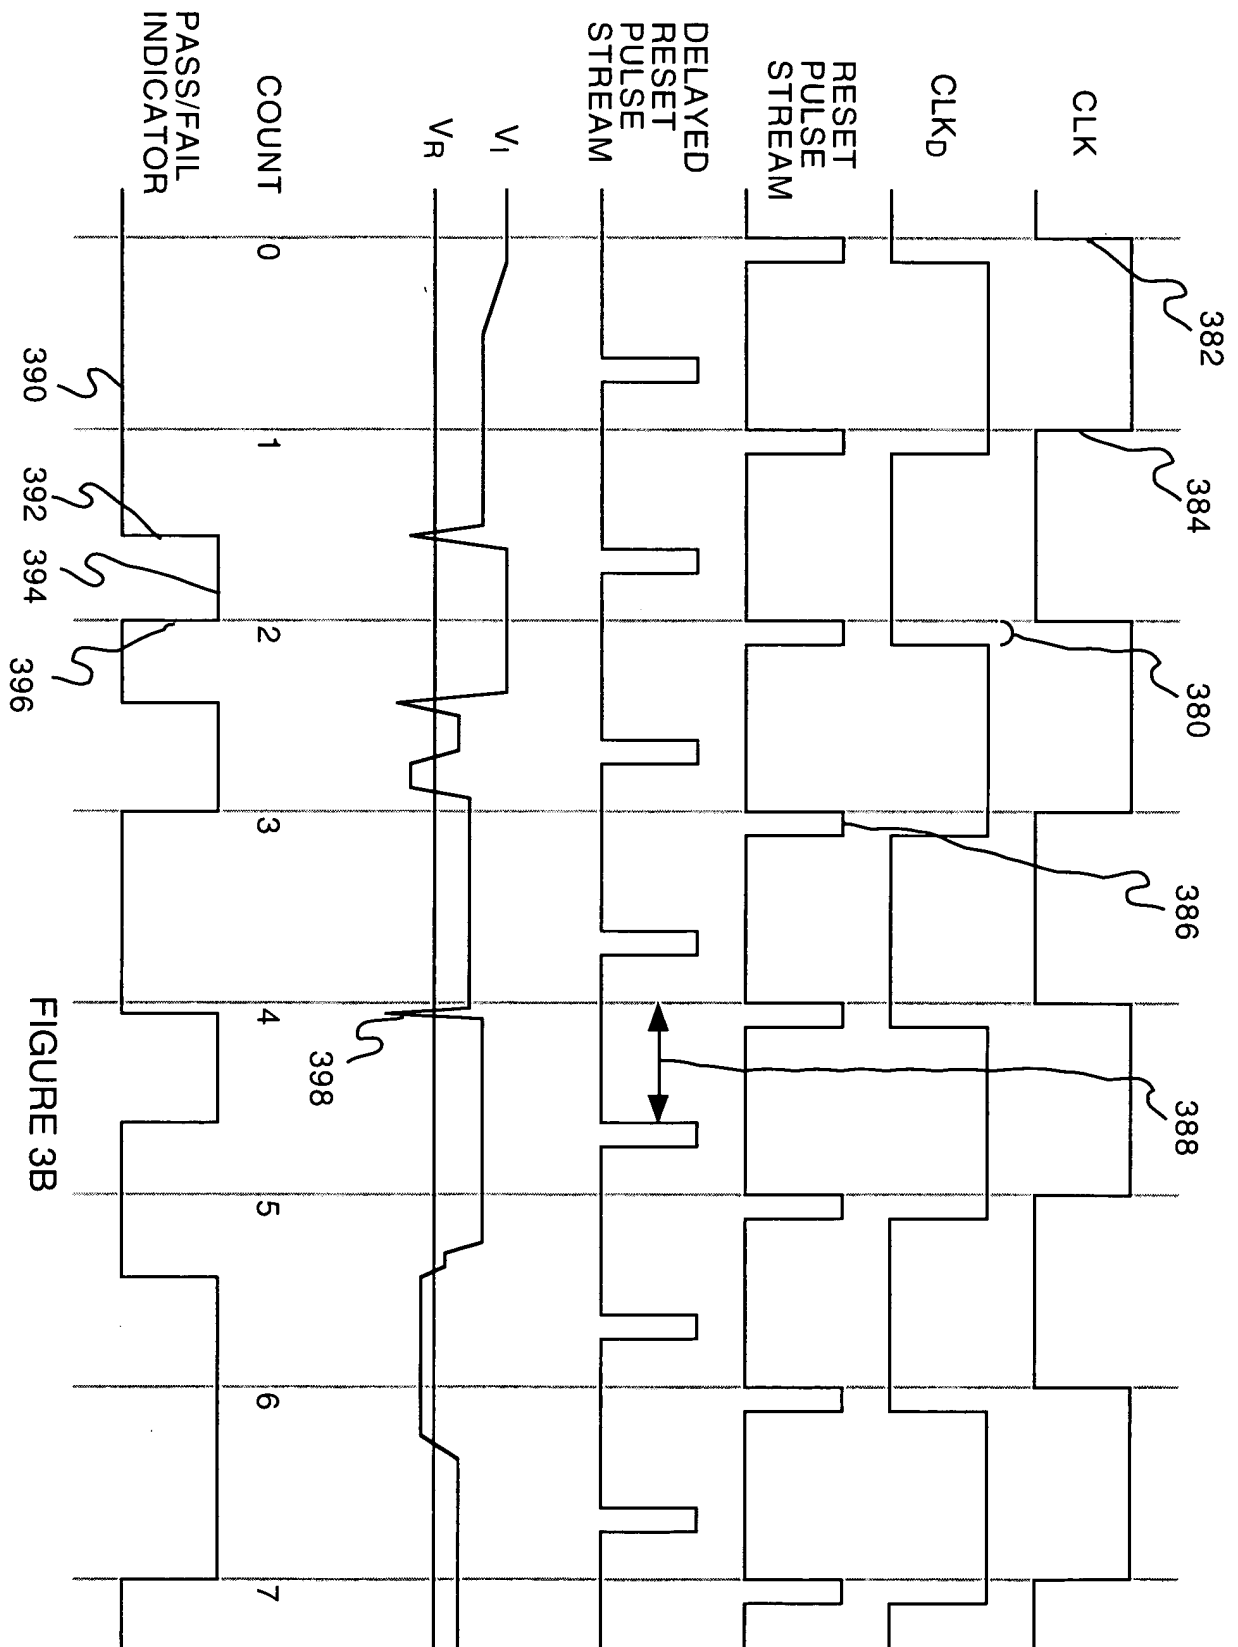 CLK
CLKD
RESET
PULSE
STREAM
DELAYED
RESET
PULSE
STREAM
VI
VR
COUNT
0
1
2
3
4
5
6
7
PASS/FAIL
INDICATOR
382
384
380
386
388
398
390
392
394
396
FIGURE 3B